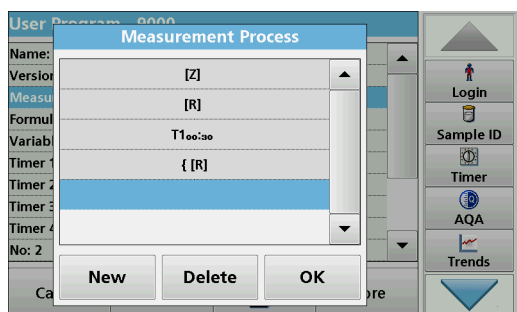 User Program 9000
Measurement Process
Name:
Version
Measu
Formul
Variabl
Timer 1
Timer 2
Timer 3
Timer 4
No: 2
[Z]
[R]
T1₀₀:₃₀
{ [R]
New
Delete
OK
Ca
ore
Login
Sample ID
Timer
AQA
Trends